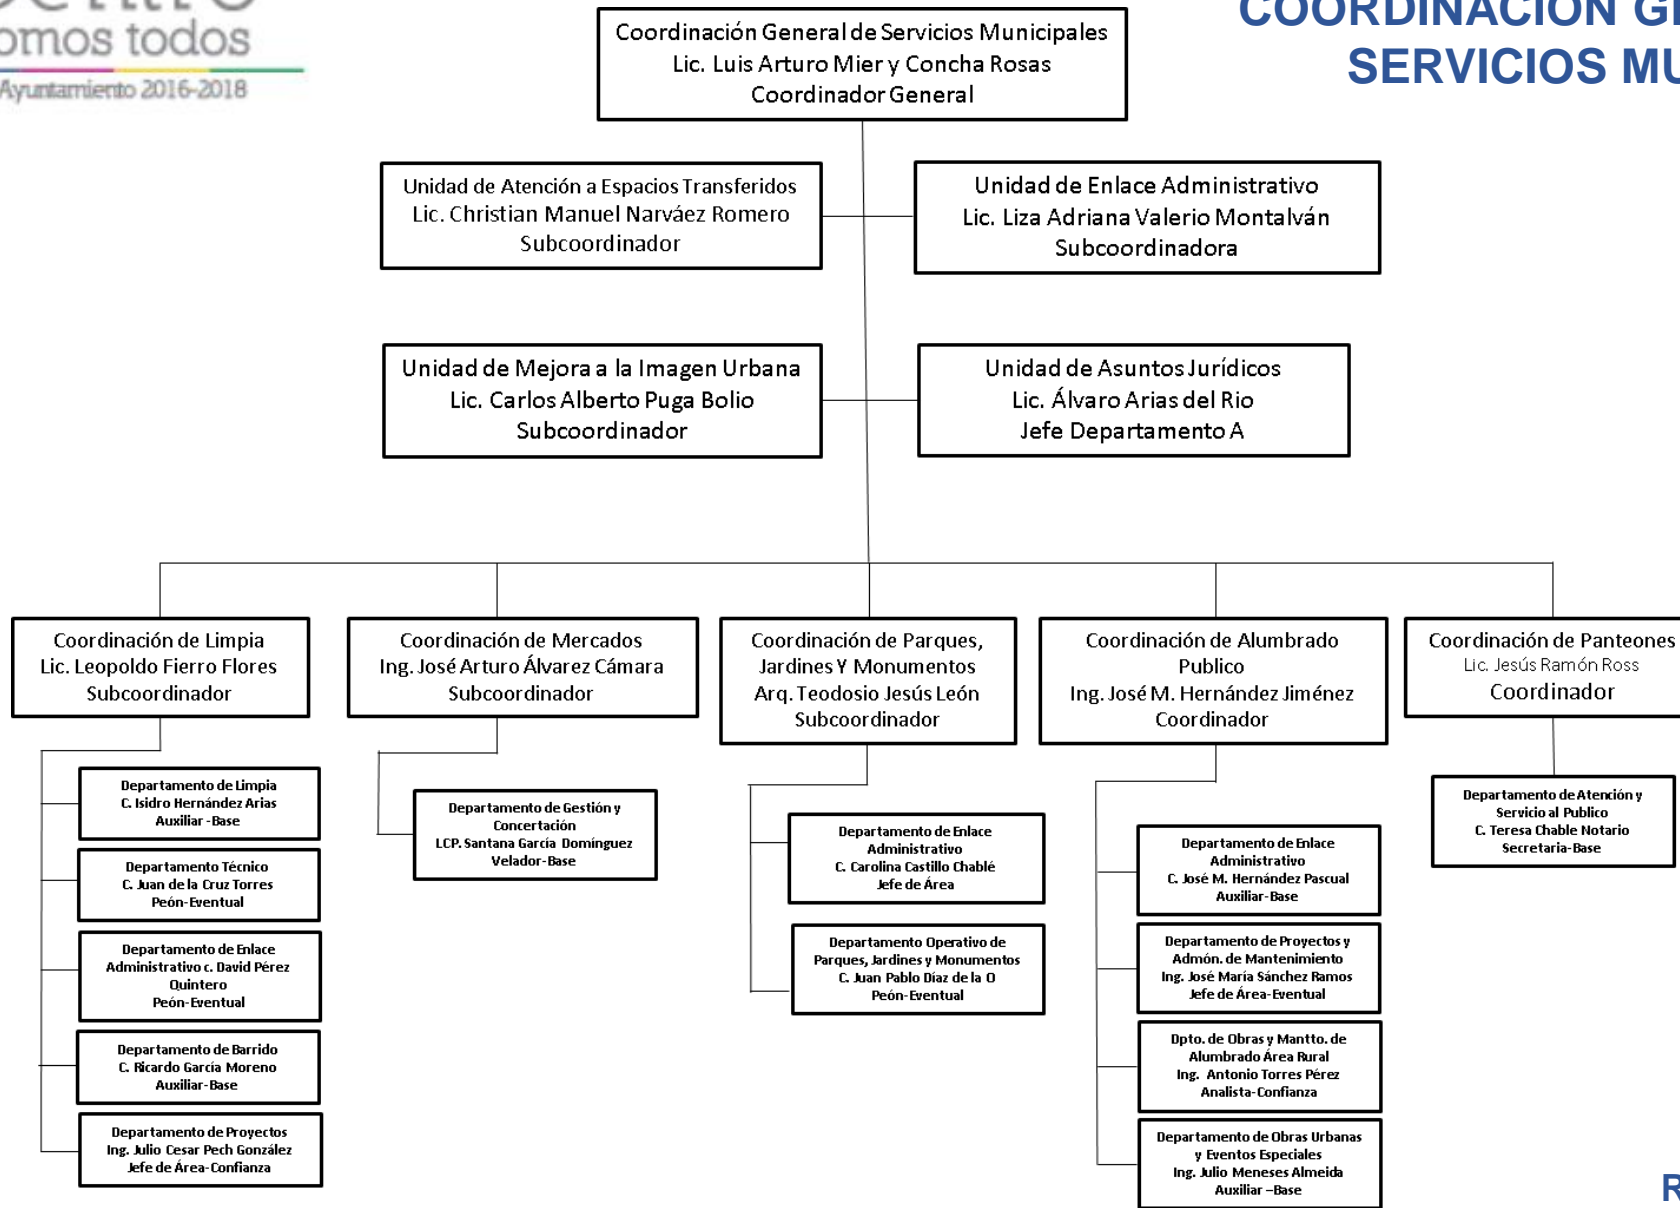 omos todos
Ayuntamiento 2016-2018
COORDINACIÓN
SERVICIOS
Coordinación General de Servicios Municipales
Lic. Luis Arturo Mier y Concha Rosas
Coordinador General
Unidad de Atención a Espacios Transferidos
Lic. Christian Manuel Narváez Romero
Subcoordinador
Unidad de Enlace Administrativo
Lic. Liza Adriana Valerio Montalván
Subcoordinadora
Unidad de Mejora a la Imagen Urbana
Lic. Carlos Alberto Puga Bolio
Subcoordinador
Unidad de Asuntos Jurídicos
Lic. Álvaro Arias del Rio
Jefe Departamento A
Coordinación de Limpia
Lic. Leopoldo Fierro Flores
Subcoordinador
Coordinación de Mercados
Ing. José Arturo Álvarez Cámara
Subcoordinador
Coordinación de Parques,
Jardines Y Monumentos
Arq. Teodosio Jesús León
Subcoordinador
Coordinación de Alumbrado
Publico
Ing. José M. Hernández Jiménez
Coordinador
Coordinación de Panteones
Lic. Jesús Ramón Ross
Coordinador
Departamento de Limpia
C. Isidro Hernández Arias
Auxiliar -Base
Departamento Técnico
C. Juan de la Cruz Torres
Peón-Eventual
Departamento de Enlace
Administrativo c. David Pérez
Quintero
Peón-Eventual
Departamento de Barrido
C. Ricardo García Moreno
Auxiliar-Base
Departamento de Proyectos
Ing. Julio Cesar Pech González
Jefe de Área-Confianza
Departamento de Gestión y
Concertación
LCP. Santana García Domínguez
Velador-Base
Departamento de Enlace
Administrativo
C. Carolina Castillo Chablé
Jefe de Área
Departamento Operativo de
Parques, Jardines y Monumentos
C. Juan Pablo Díaz de la O
Peón-Eventual
Departamento de Enlace
Administrativo
C. José M. Hernández Pascual
Auxiliar-Base
Departamento de Proyectos y
Admón. de Mantenimiento
Ing. José María Sánchez Ramos
Jefe de Área-Eventual
Dpto. de Obras y Mantto. de
Alumbrado Área Rural
Ing. Antonio Torres Pérez
Analista-Confianza
Departamento de Obras Urbanas
y Eventos Especiales
Ing. Julio Meneses Almeida
Auxiliar –Base
Departamento de Atención y
Servicio al Publico
C. Teresa Chable Notario
Secretaria-Base
R